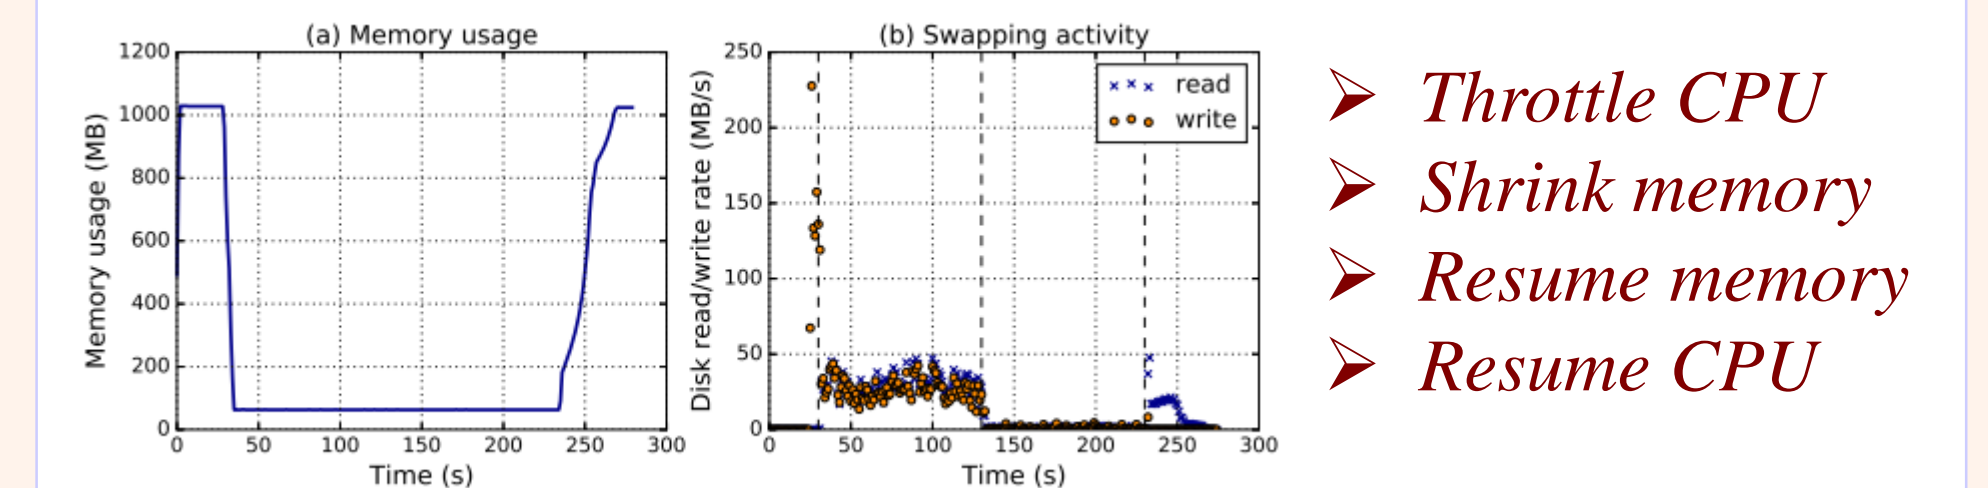 (a) Memory usage
1200
1000
800
600
400
200
0
Memory usage (MB)
0 50 100 150 200 250 300
Time (s)
(b) Swapping activity
250
200
150
100
50
0
Disk read/write rate (MB/s)
read
write
0 50 100 150 200 250 300
Time (s)
Throttle CPU
Shrink memory
Resume memory
Resume CPU